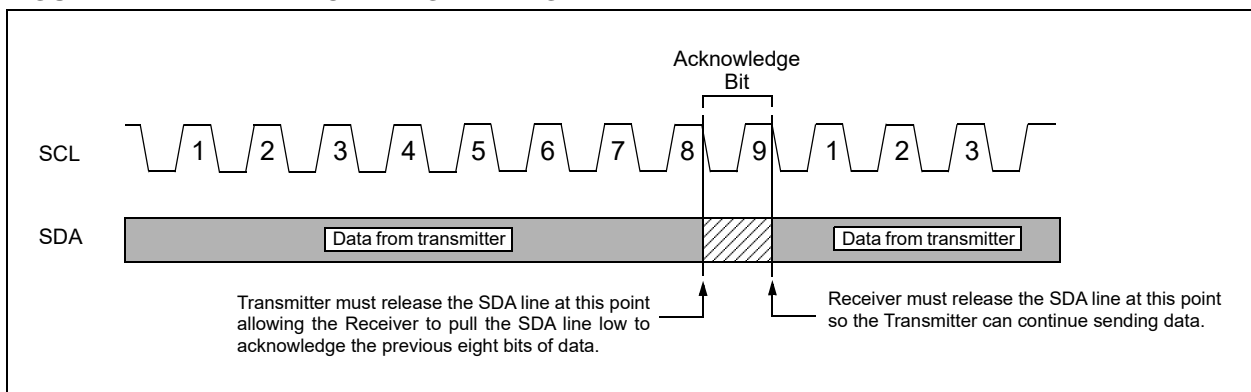 Acknowledge
Bit
SCL
1 2 3 4 5 6 7 8 9 1 2 3
SDA
Data from transmitter
Data from transmitter
Transmitter must release the SDA line at this point
allowing the Receiver to pull the SDA line low to
acknowledge the previous eight bits of data.
Receiver must release the SDA line at this point
so the Transmitter can continue sending data.